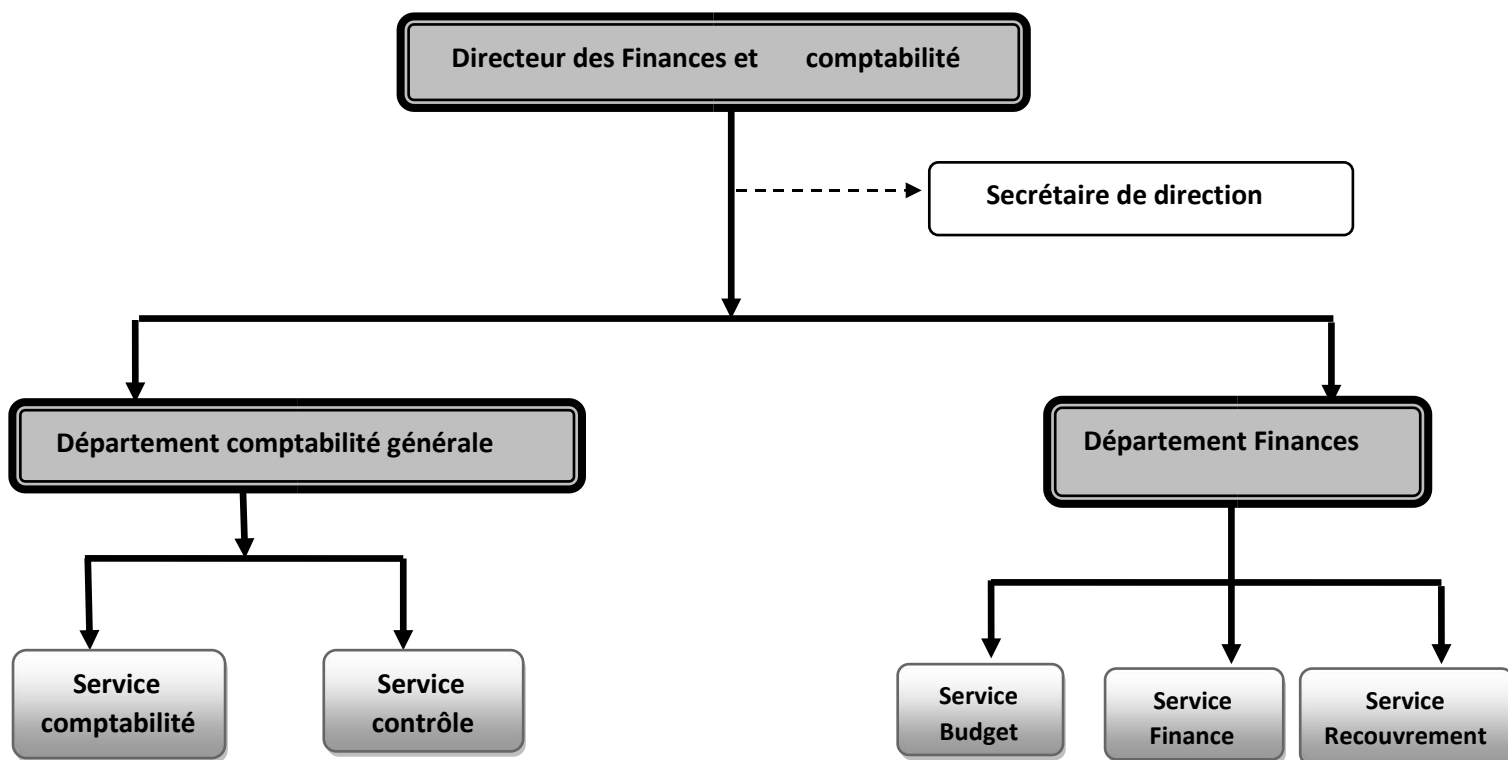 Directeur des Finances et comptabilité
Secrétaire de direction
Département comptabilité générale
Département Finances
Service
comptabilité
Service
contrôle
Service
Budget
Service
Finance
Service
Recouvrement